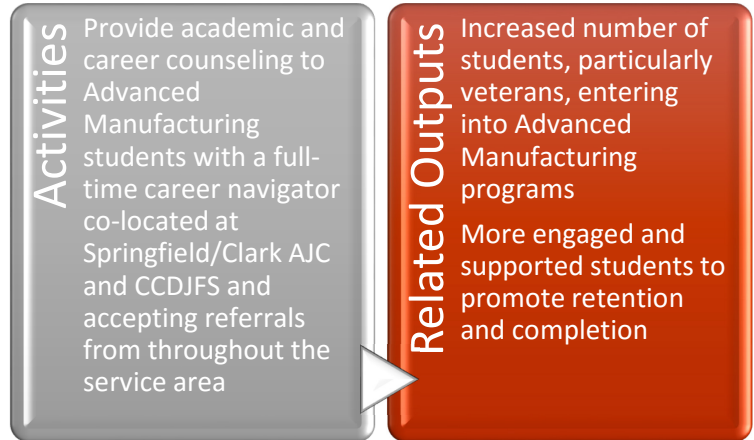 Activities
Provide academic and
career counseling to
Advanced
Manufacturing
students with a full-
time career navigator
co-located at
Springfield/Clark AJC
and CCDJFS and
accepting referrals
from throughout the
service area
Related Outputs
Increased number of
students, particularly
veterans, entering
into Advanced
Manufacturing
programs
More engaged and
supported students to
promote retention
and completion